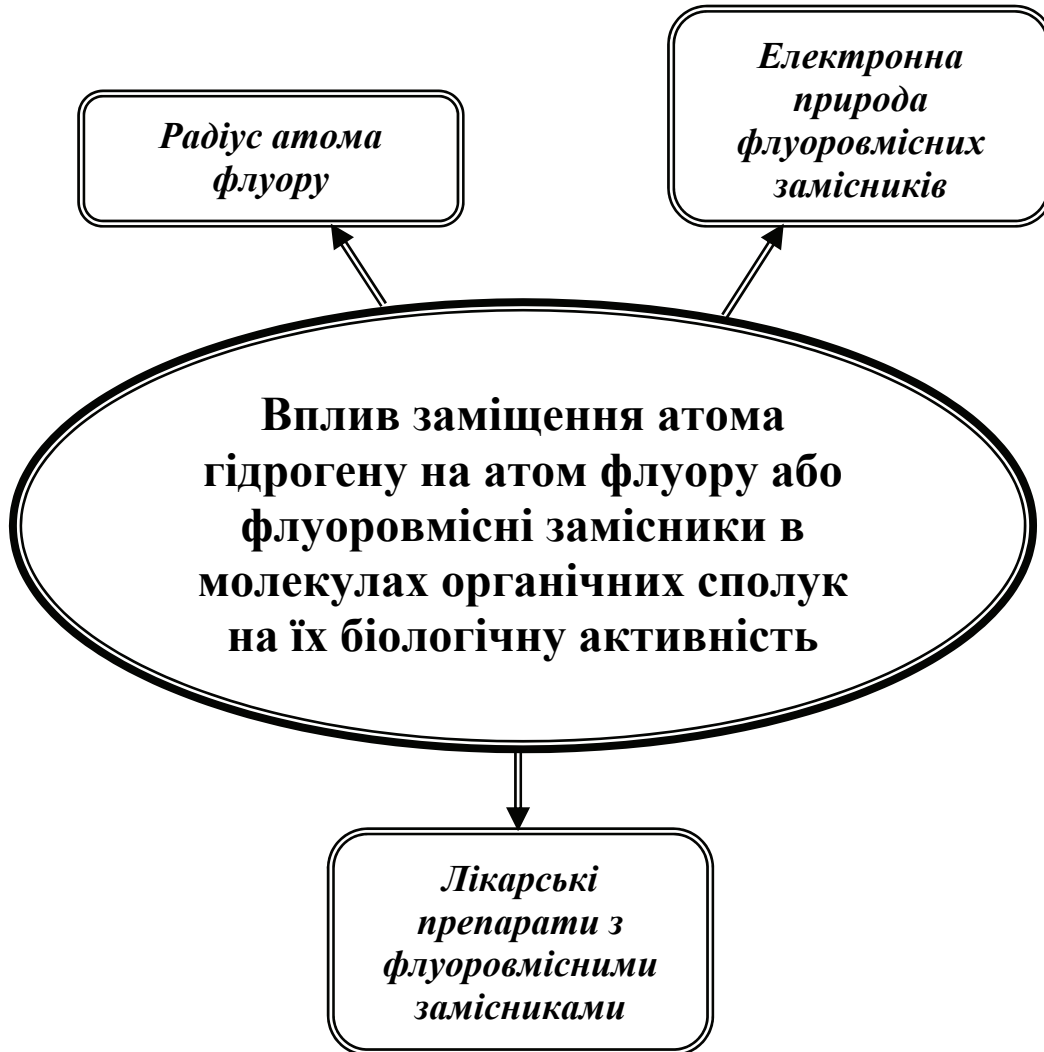 Радіус атома
флуору
Електронна
природа
флуоровмісних
замісників
Вплив заміщення атома
гідрогену на атом флуору або
флуоровмісні замісники в
молекулах органічних сполук
на їх біологічну активність
Лікарські
препарати з
флуоровмісними
замісниками